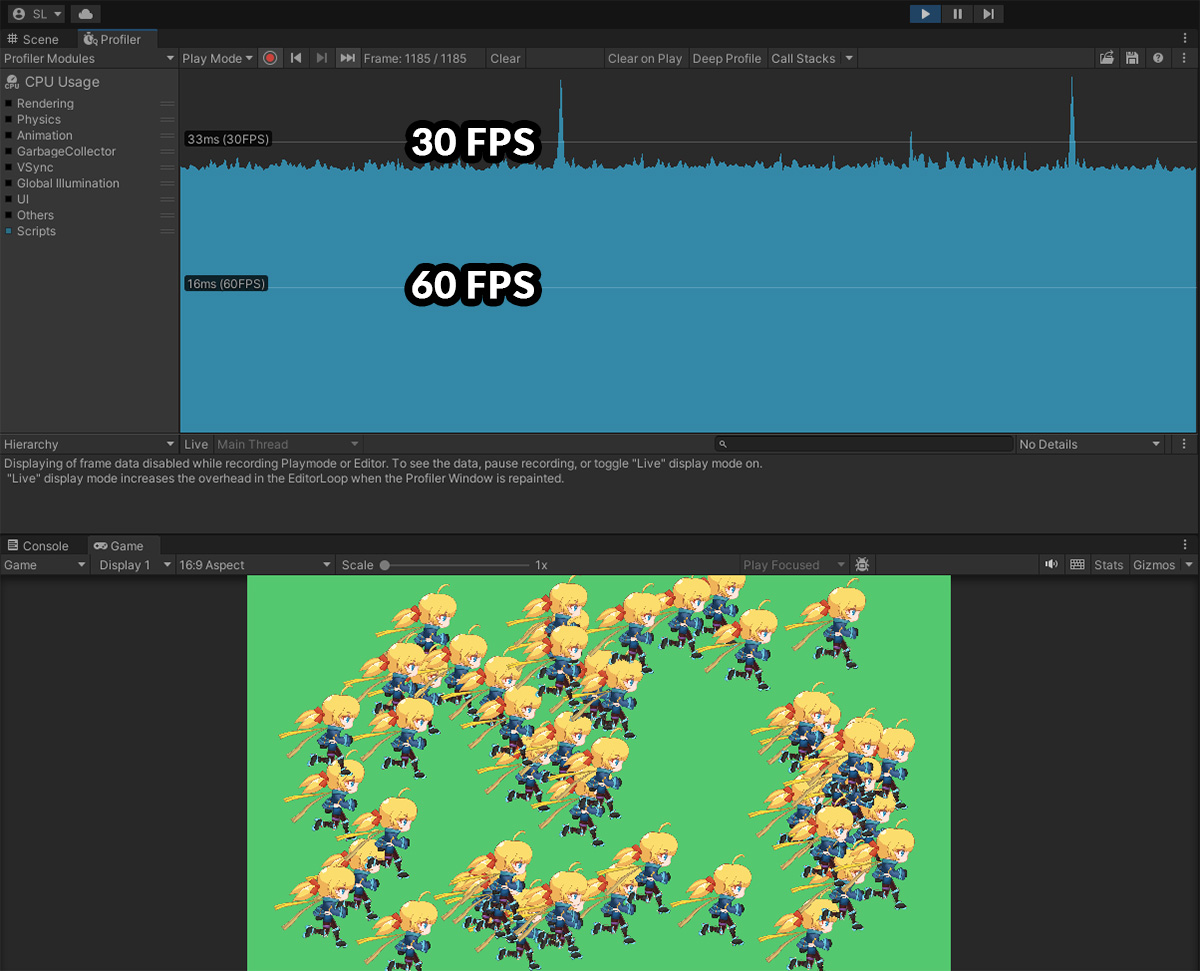 SL
Scene Profiler
Profiler Modules Play Mode Frame: 1185 / 1185 Clear Clear on Play Deep Profile Call Stacks
CPU CPU Usage
Rendering
Physics
Animation
GarbageCollector
VSync
Global Illumination
UI
Others
Scripts
33ms (30FPS)
30 FPS
16ms (60FPS)
60 FPS
Hierarchy Live Main Thread No Details
Displaying of frame data disabled while recording Playmode or Editor. To see the data, pause recording, or toggle "Live" display mode on.
"Live" display mode increases the overhead in the EditorLoop when the Profiler Window is repainted.
Console Game
Game Display 1 16:9 Aspect Scale 1x Play Focused Stats Gizmos